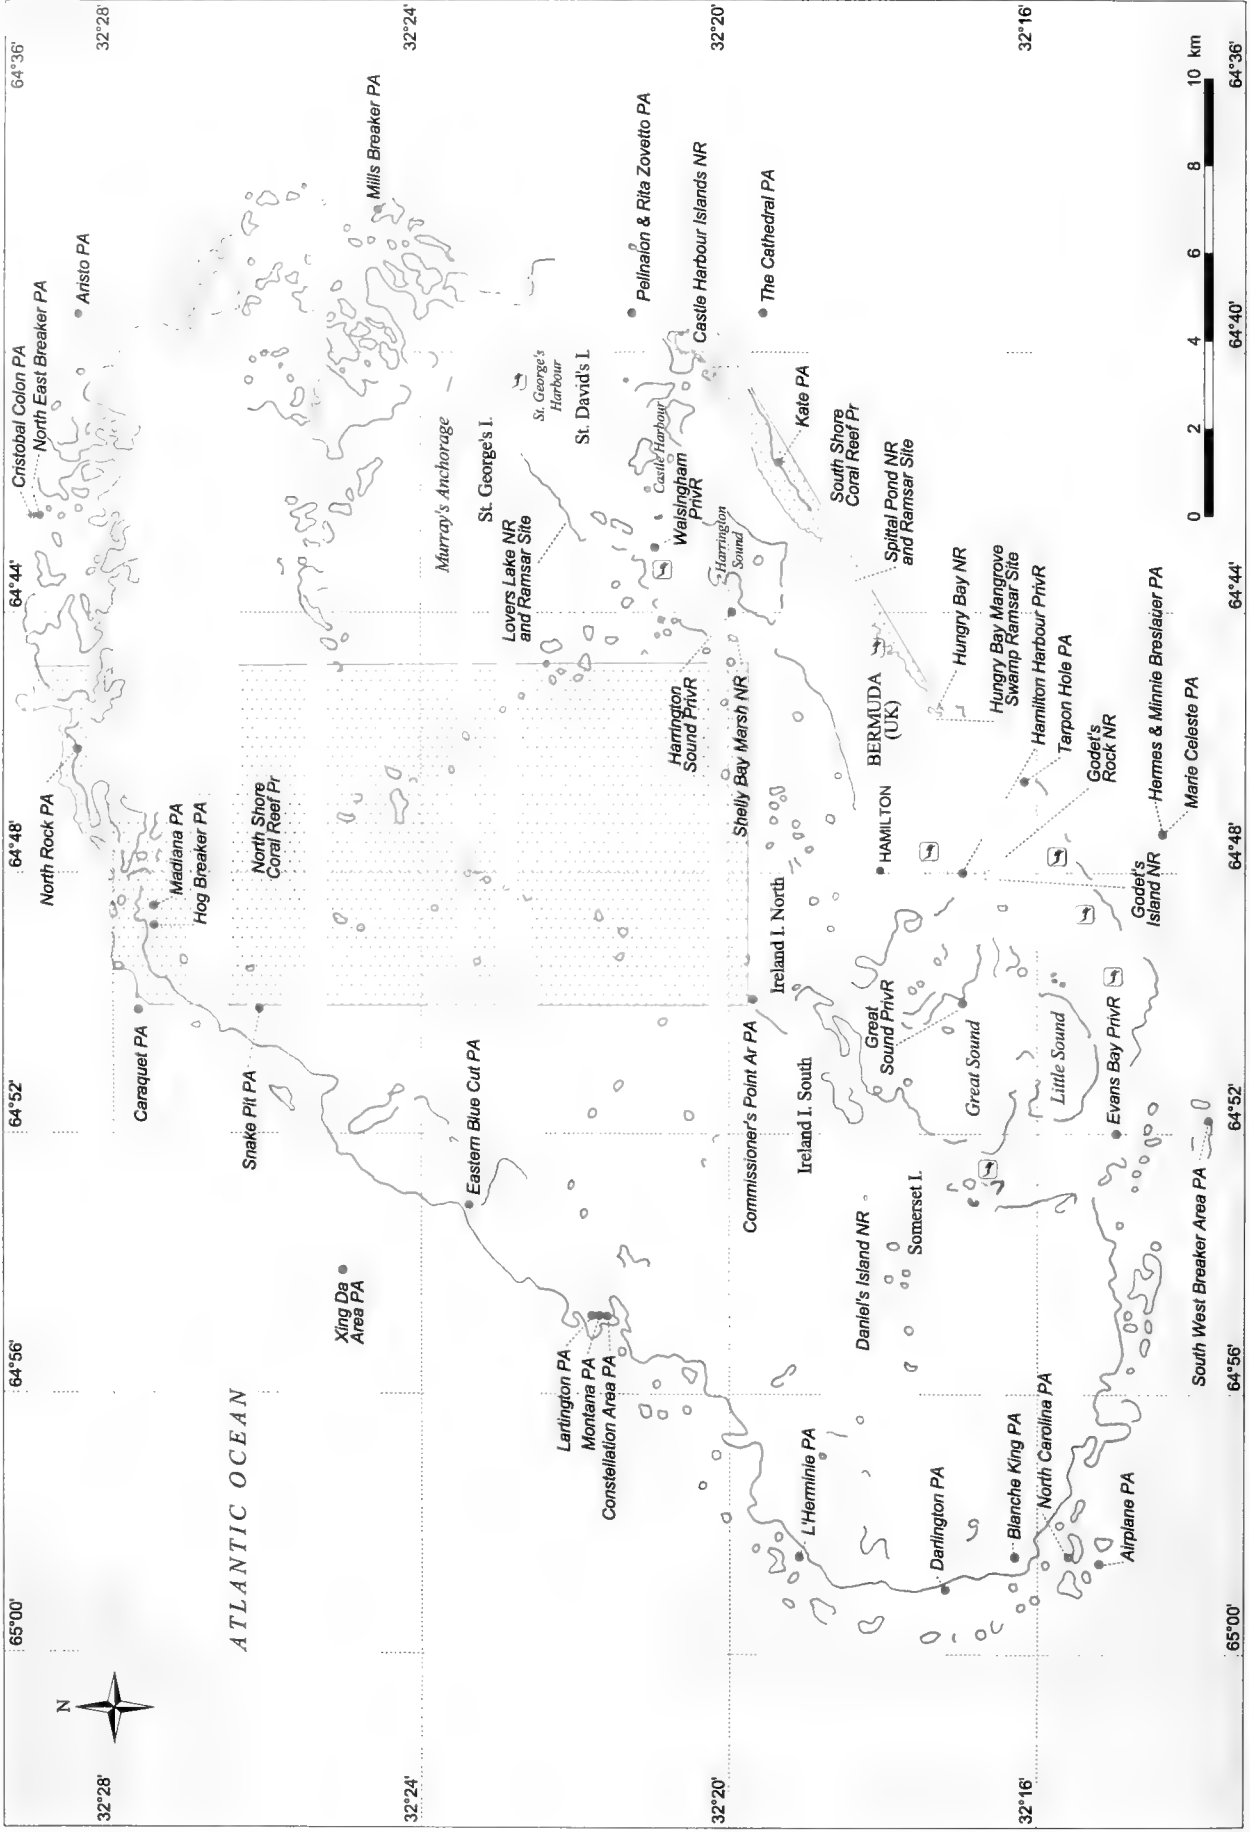 65°00'
64°56'
64°52'
64°48'
64°44'
64°36'
N
ATLANTIC OCEAN
32°28'
32°24'
32°20'
32°16'
32°28'
32°24'
32°20'
32°16'
Cristobal Colon PA
North East Breaker PA
Aristo PA
North Rock PA
Madiana PA
Hog Breaker PA
Caraquet PA
North Shore
Coral Reef Pr
Snake Pit PA
Mills Breaker PA
Xing Da
Area PA
Eastern Blue Cut PA
Murray's Anchorage
St. George's I.
St. George's
Harbour
St. David's I.
Lovers Lake NR
and Ramsar Site
Lartington PA
Montana PA
Constellation Area PA
Pelinaion & Rita Zovetto PA
Castle Harbour
Walsingham
PrivR
Castle Harbour Islands NR
Harrington
Sound PrivR
Harrington
Sound
Shelly Bay Marsh NR
The Cathedral PA
Kate PA
Commissioner's Point Ar PA
Ireland I. North
Ireland I. South
L'Herminie PA
South Shore
Coral Reef Pr
Daniel's Island NR
Somerset I.
Great
Sound PrivR
HAMILTON
BERMUDA
(UK)
Spittal Pond NR
and Ramsar Site
Darlington PA
Great Sound
Hungry Bay NR
Hungry Bay Mangrove
Swamp Ramsar Site
Blanche King PA
North Carolina PA
Little Sound
Hamilton Harbour PrivR
Tarpon Hole PA
Airplane PA
Evans Bay PrivR
Godet's
Rock NR
Godet's
Island NR
Hermes & Minnie Breslauer PA
Marie Celeste PA
South West Breaker Area PA
0 2 4 6 8 10 km
65°00'
64°56'
64°52'
64°48'
64°44'
64°40'
64°36'